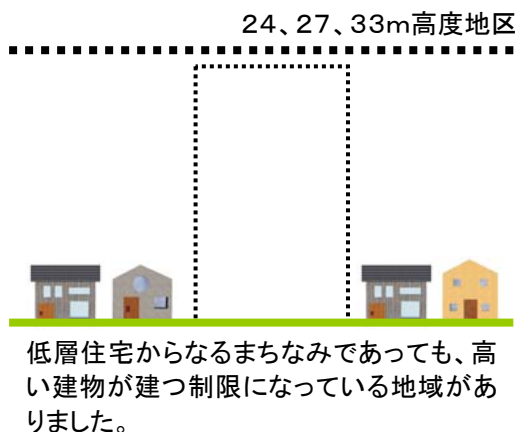 24、27、33m高度地区
低層住宅からなるまちなみであっても、高
い建物が建つ制限になっている地域があ
りました。